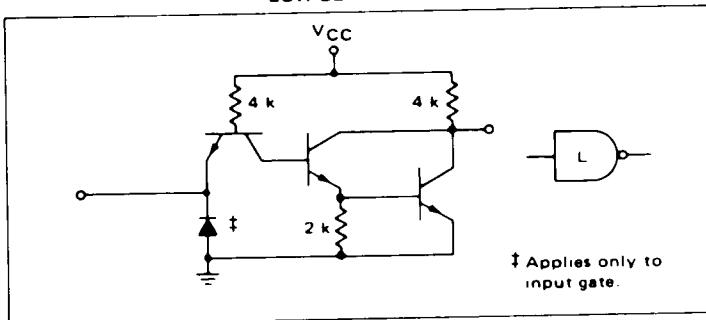 VCC
4 k
4 k
L
‡
2 k
‡ Applies only to
input gate.